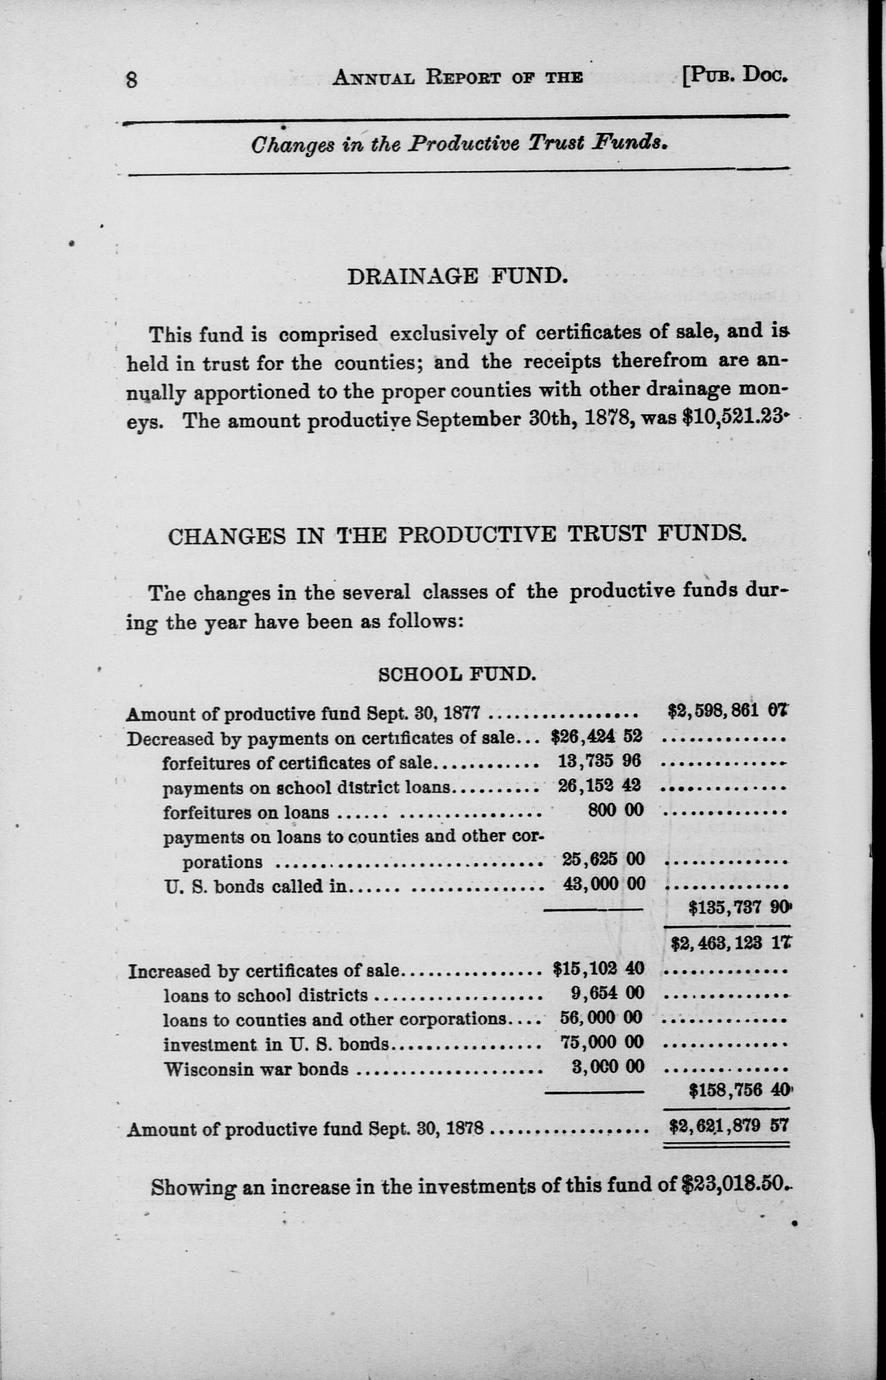 8 ANNUAL REPORT OF THE [PUB. DOC.
Changes in the Productive Trust Funds.
DRAINAGE FUND.
This fund is comprised exclusively of certificates of sale, and is
held in trust for the counties; and the receipts therefrom are an-
nually apportioned to the proper counties with other drainage mon-
eys. The amount productive September 30th, 1878, was $10,521.23.
CHANGES IN THE PRODUCTIVE TRUST FUNDS.
The changes in the several classes of the productive funds dur-
ing the year have been as follows:
SCHOOL FUND.
Amount of productive fund Sept. 30, 1877 ................. $2,598,861 07
Decreased by payments on certificates of sale... $26,424 52 ..............
forfeitures of certificates of sale............ 13,735 96 ..............
payments on school district loans.......... 26,152 42 ..............
forfeitures on loans ...................... 800 00 ..............
payments on loans to counties and other cor-
porations ............................ 25,625 00 ..............
U. S. bonds called in...................... 43,000 00 ..............
$135,737 90
$2,463,123 17
Increased by certificates of sale................ $15,102 40 ..............
loans to school districts ................... 9,654 00 ..............
loans to counties and other corporations.... 56,000 00 ..............
investment in U. S. bonds................. 75,000 00 ..............
Wisconsin war bonds ..................... 3,000 00 ..............
$158,756 40
Amount of productive fund Sept. 30, 1878 .................. $2,621,879 57
Showing an increase in the investments of this fund of $23,018.50.